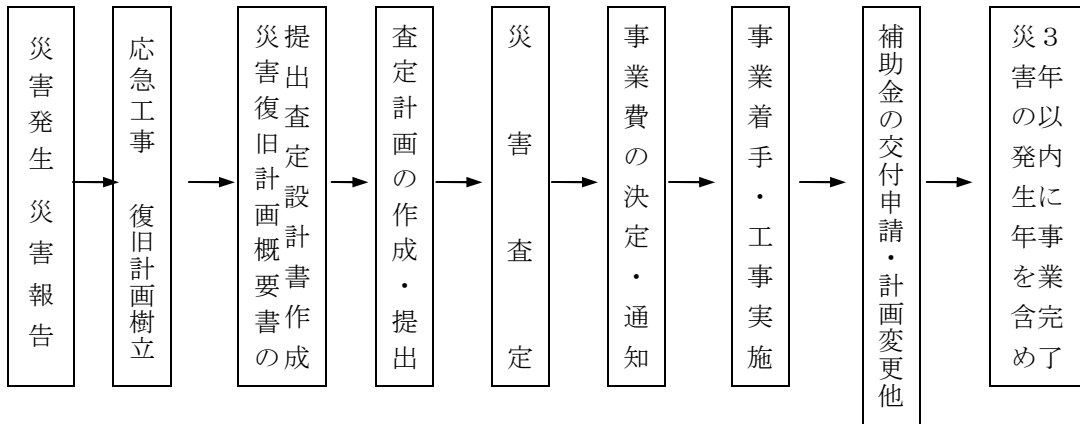 災害発生 災害報告
応急工事 復旧計画樹立
災害復旧計画概要書の
提出査定設計書作成
査定計画の作成・提出
災害査定
事業費の決定・通知
事業着手・工事実施
補助金の交付申請・計画変更他
災害の発生年を含め
３年以内に事業完了